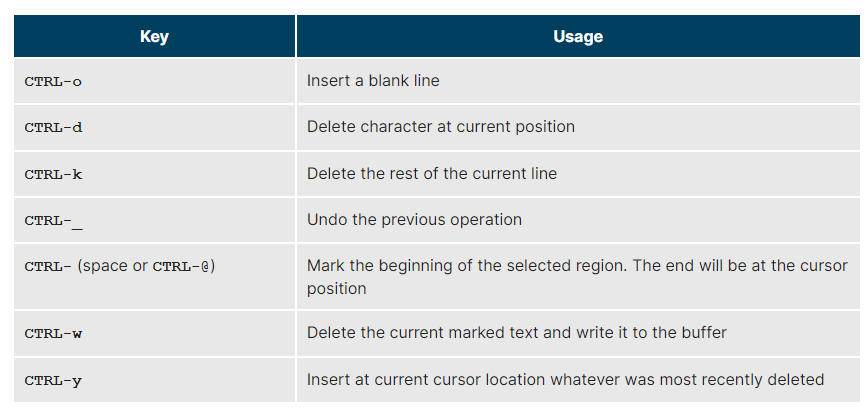 Key Usage
CTRL-o Insert a blank line
CTRL-d Delete character at current position
CTRL-k Delete the rest of the current line
CTRL-_ Undo the previous operation
CTRL- (space or CTRL-@) Mark the beginning of the selected region. The end will be at the cursor
position
CTRL-w Delete the current marked text and write it to the buffer
CTRL-y Insert at current cursor location whatever was most recently deleted